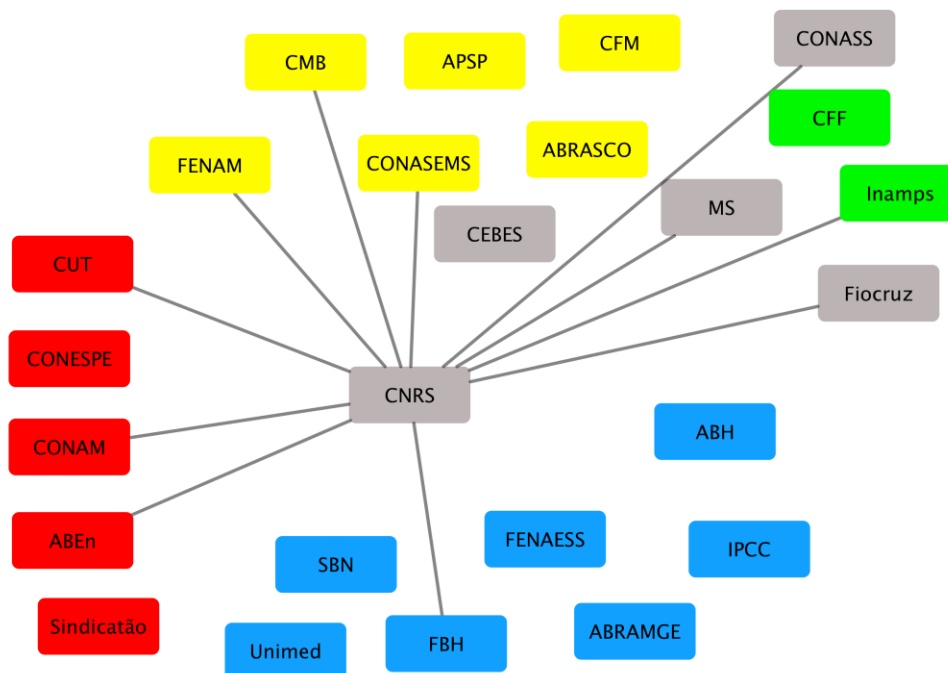 CFM
CONASS
CMB
APSP
CFF
ABRASCO
FENAM
CONASEMS
Inamps
MS
CEBES
CUT
Fiocruz
CONESPE
CNRS
ABH
CONAM
ABEn
FENAESS
IPCC
SBN
Sindicatão
ABRAMGE
FBH
Unimed